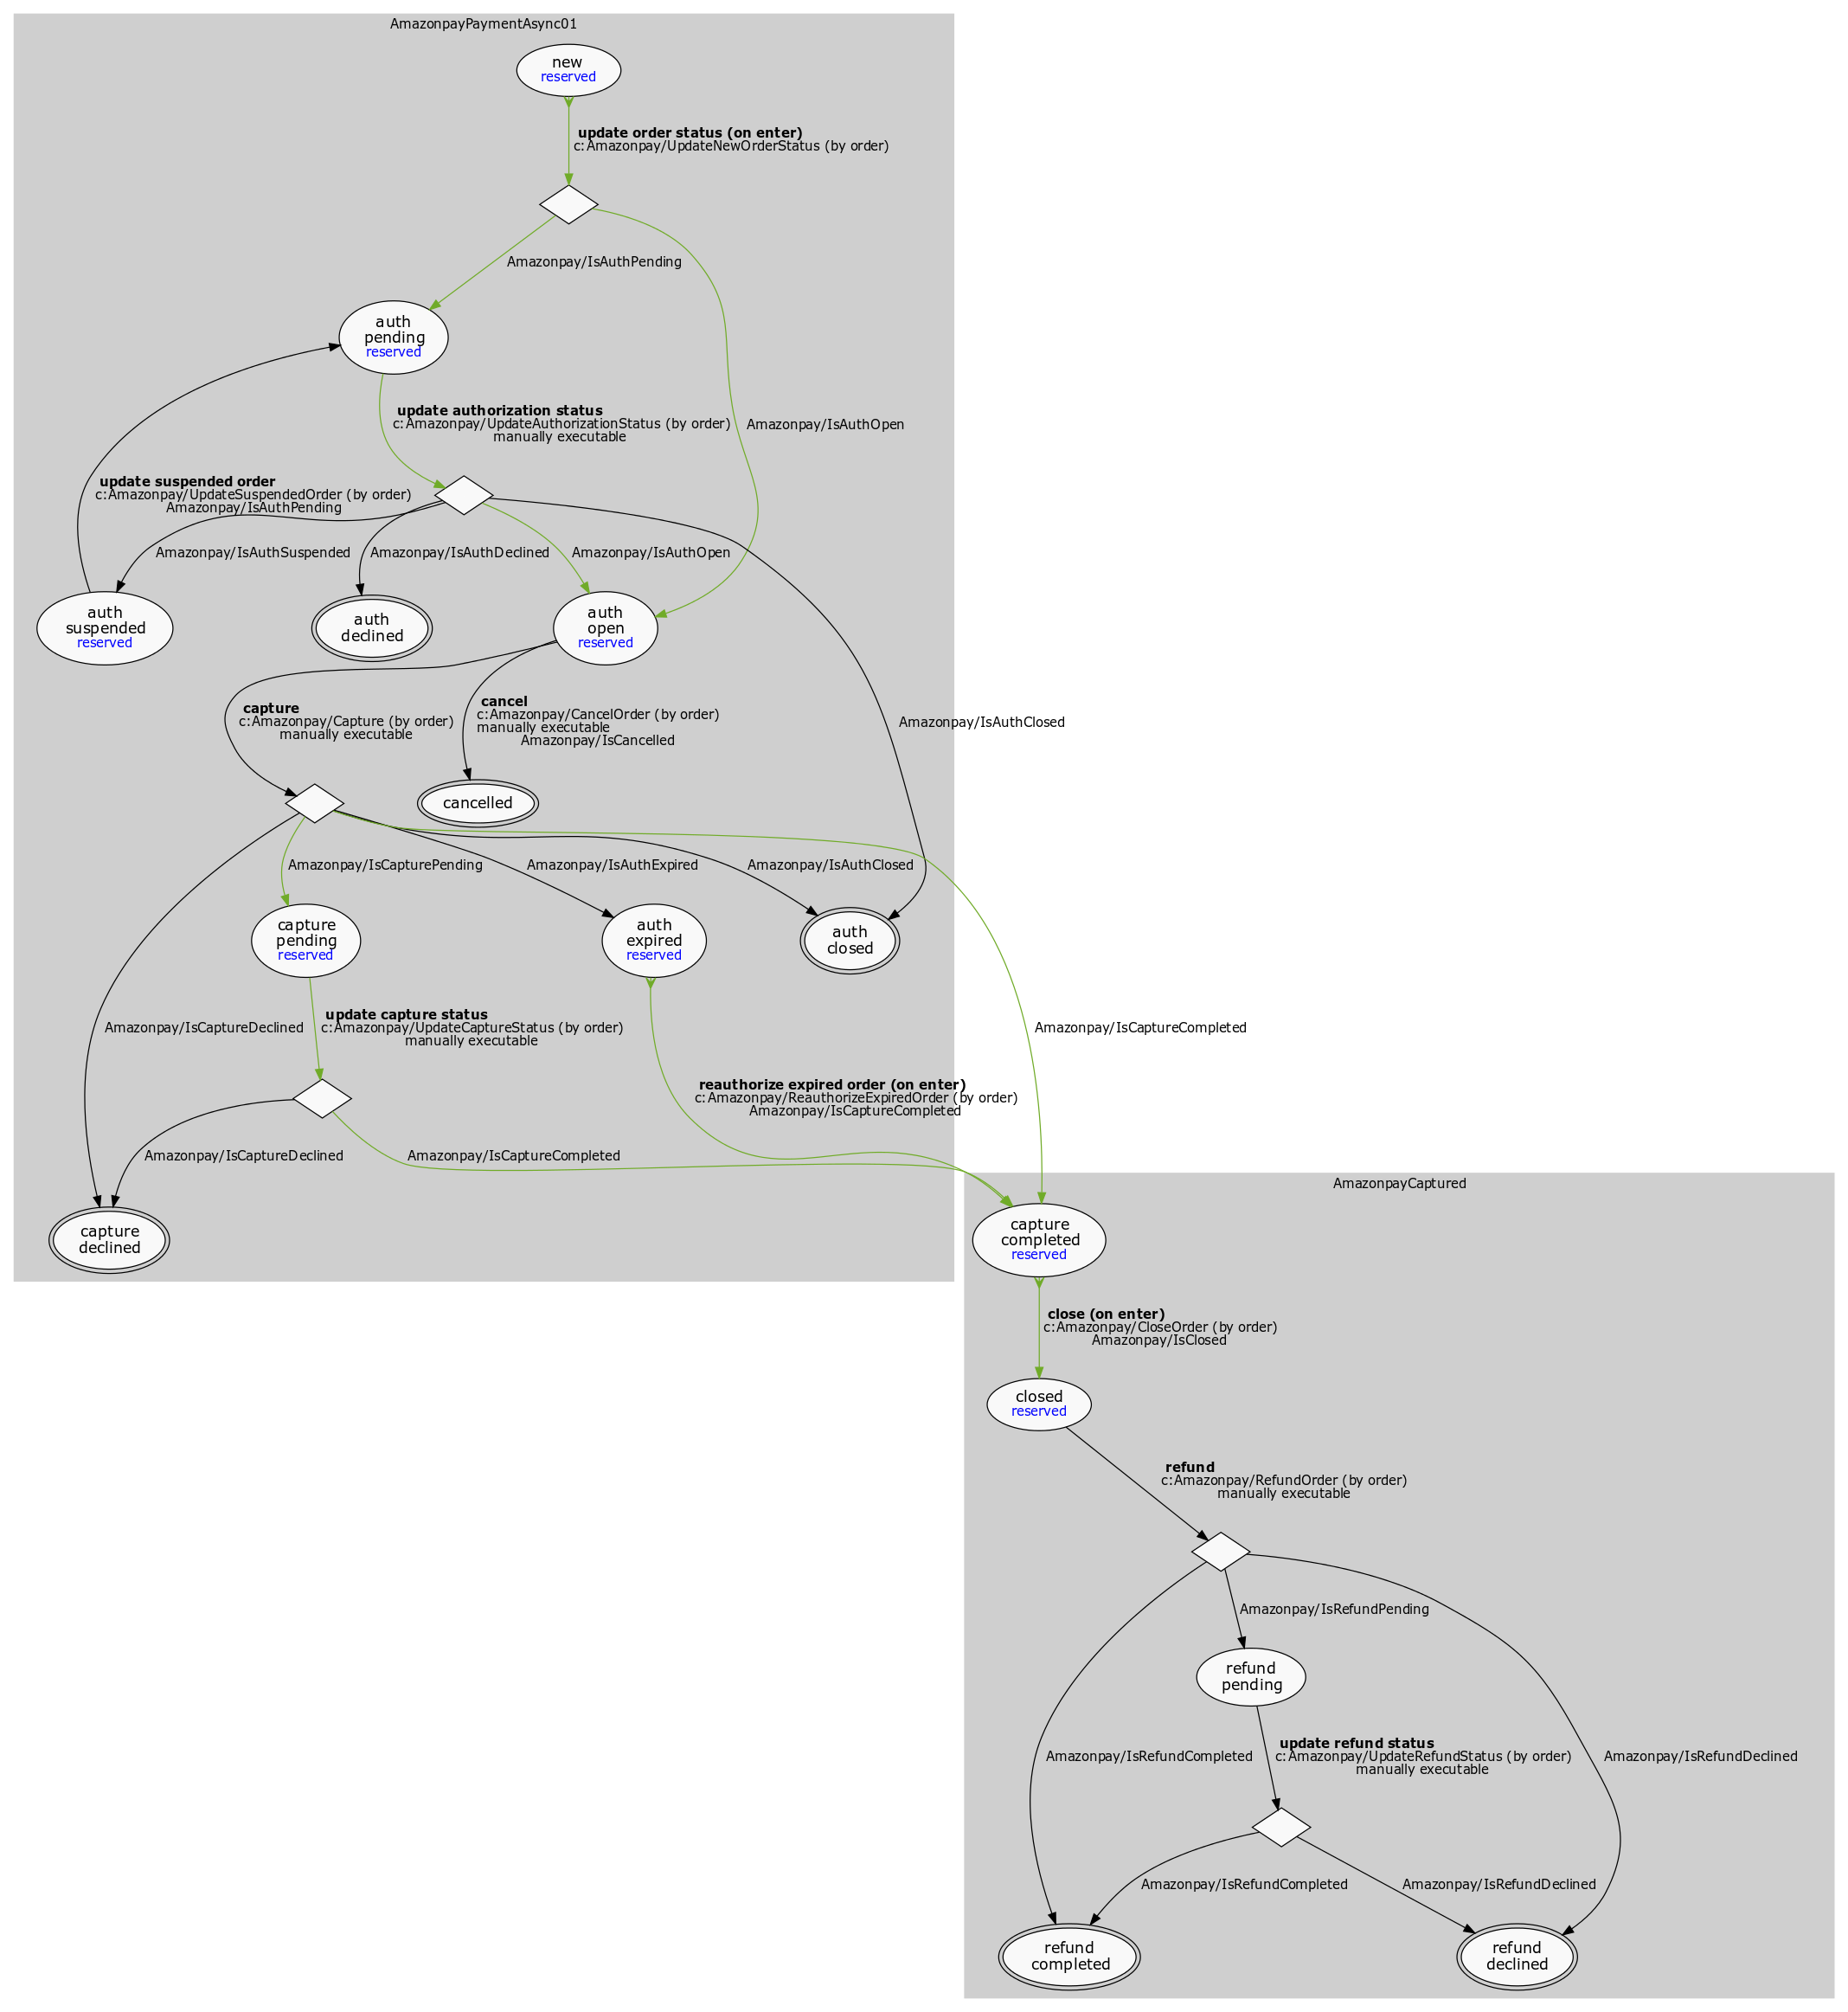 AmazonpayPaymentAsync01
new
reserved
update order status (on enter)
c:Amazonpay/UpdateNewOrderStatus (by order)
Amazonpay/IsAuthPending
auth
pending
reserved
update authorization status
c:Amazonpay/UpdateAuthorizationStatus (by order)
manually executable
Amazonpay/IsAuthOpen
update suspended order
c:Amazonpay/UpdateSuspendedOrder (by order)
Amazonpay/IsAuthPending
Amazonpay/IsAuthSuspended
Amazonpay/IsAuthDeclined
Amazonpay/IsAuthOpen
auth
suspended
reserved
auth
declined
auth
open
reserved
capture
c:Amazonpay/Capture (by order)
manually executable
cancel
c:Amazonpay/CancelOrder (by order)
manually executable
Amazonpay/IsCancelled
Amazonpay/IsAuthClosed
cancelled
Amazonpay/IsCapturePending
Amazonpay/IsAuthExpired
Amazonpay/IsAuthClosed
capture
pending
reserved
auth
expired
reserved
auth
closed
Amazonpay/IsCaptureDeclined
update capture status
c:Amazonpay/UpdateCaptureStatus (by order)
manually executable
Amazonpay/IsCaptureCompleted
reauthorize expired order (on enter)
c:Amazonpay/ReauthorizeExpiredOrder (by order)
Amazonpay/IsCaptureCompleted
Amazonpay/IsCaptureDeclined
Amazonpay/IsCaptureCompleted
capture
declined
AmazonpayCaptured
capture
completed
reserved
close (on enter)
c:Amazonpay/CloseOrder (by order)
Amazonpay/IsClosed
closed
reserved
refund
c:Amazonpay/RefundOrder (by order)
manually executable
Amazonpay/IsRefundPending
refund
pending
Amazonpay/IsRefundCompleted
update refund status
c:Amazonpay/UpdateRefundStatus (by order)
manually executable
Amazonpay/IsRefundDeclined
Amazonpay/IsRefundCompleted
Amazonpay/IsRefundDeclined
refund
completed
refund
declined